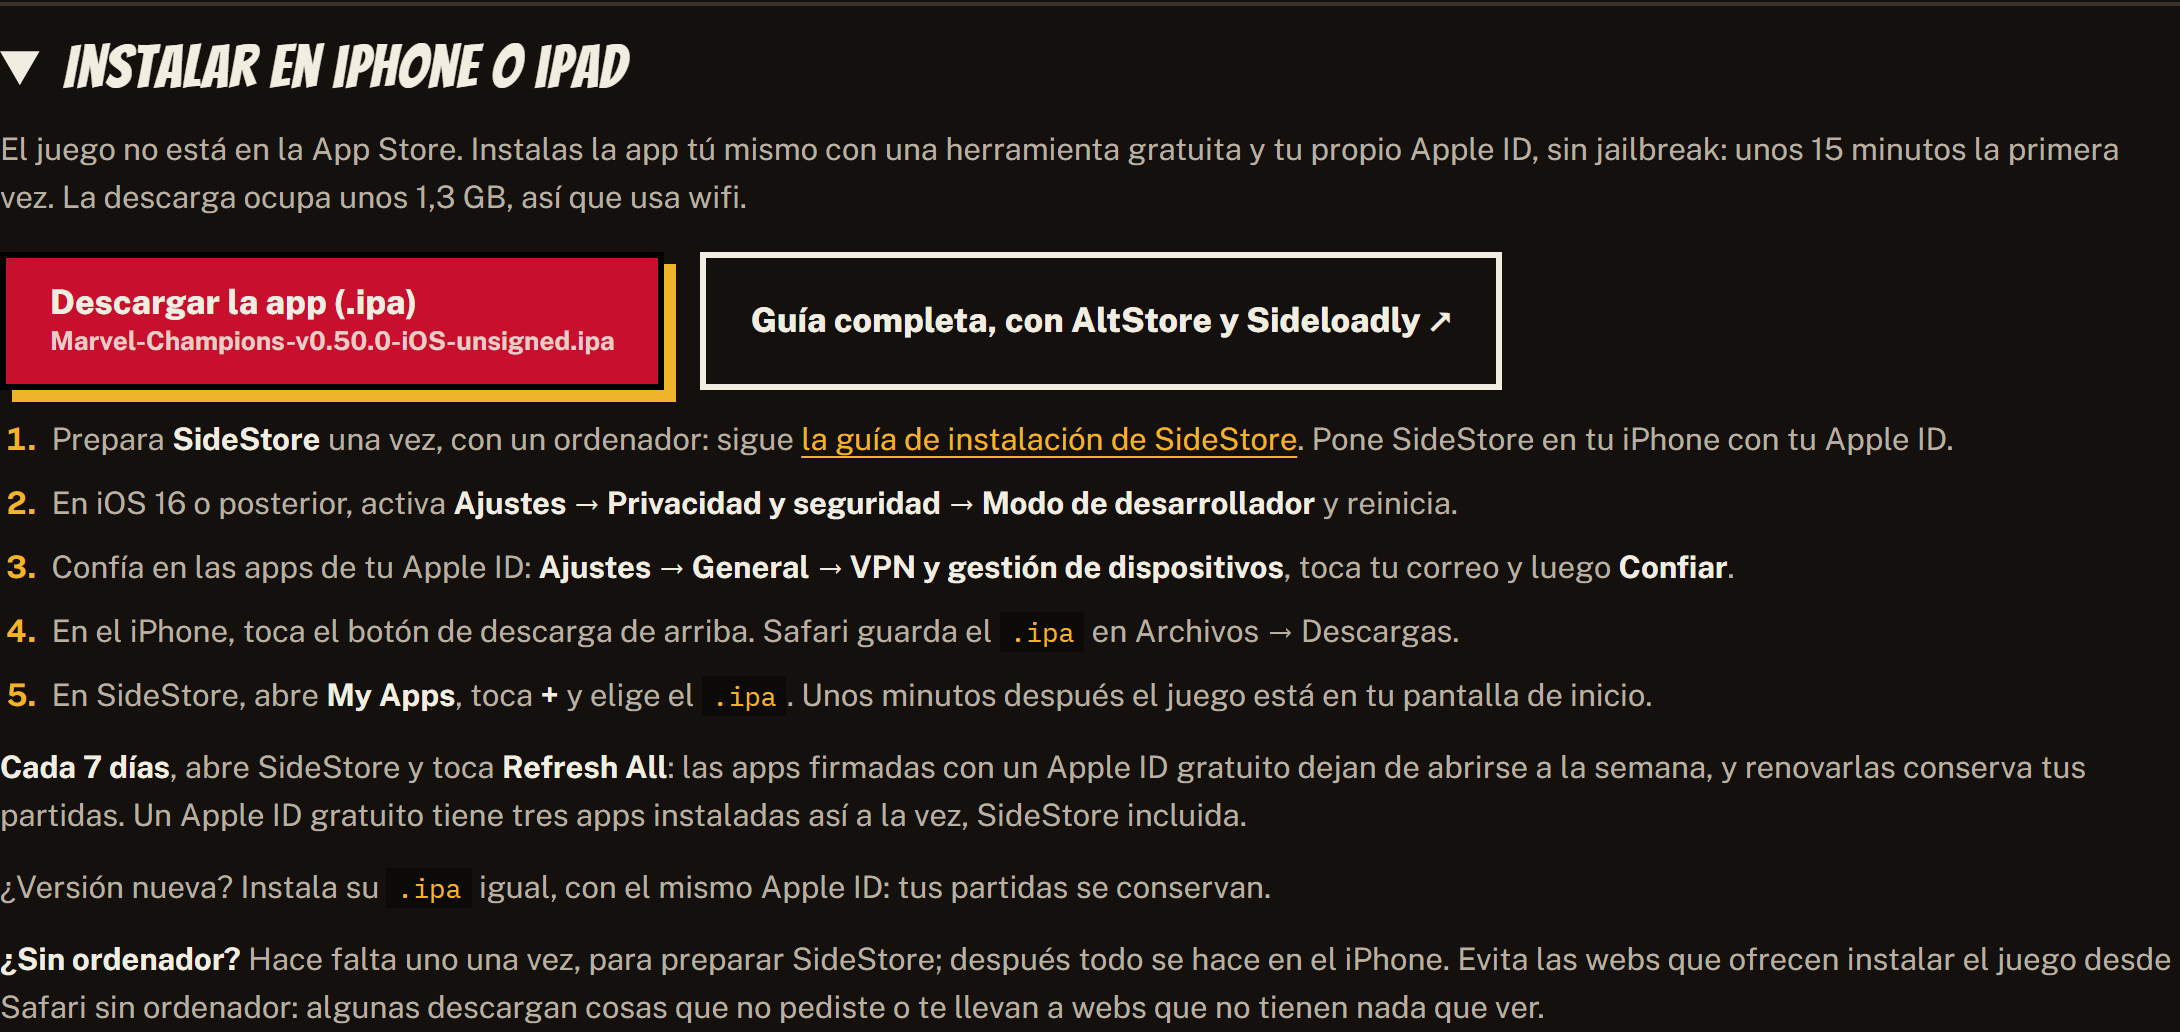 ▼ INSTALAR EN IPHONE O IPAD
El juego no está en la App Store. Instalas la app tú mismo con una herramienta gratuita y tu propio Apple ID, sin jailbreak: unos 15 minutos la primera
vez. La descarga ocupa unos 1,3 GB, así que usa wifi.
Descargar la app (.ipa)
Marvel-Champions-v0.50.0-iOS-unsigned.ipa
Guía completa, con AltStore y Sideloadly ↗
1. Prepara SideStore una vez, con un ordenador: sigue la guía de instalación de SideStore. Pone SideStore en tu iPhone con tu Apple ID.
2. En iOS 16 o posterior, activa Ajustes → Privacidad y seguridad → Modo de desarrollador y reinicia.
3. Confía en las apps de tu Apple ID: Ajustes → General → VPN y gestión de dispositivos, toca tu correo y luego Confiar.
4. En el iPhone, toca el botón de descarga de arriba. Safari guarda el .ipa en Archivos → Descargas.
5. En SideStore, abre My Apps, toca + y elige el .ipa. Unos minutos después el juego está en tu pantalla de inicio.
Cada 7 días, abre SideStore y toca Refresh All: las apps firmadas con un Apple ID gratuito dejan de abrirse a la semana, y renovarlas conserva tus
partidas. Un Apple ID gratuito tiene tres apps instaladas así a la vez, SideStore incluida.
¿Versión nueva? Instala su .ipa igual, con el mismo Apple ID: tus partidas se conservan.
¿Sin ordenador? Hace falta uno una vez, para preparar SideStore; después todo se hace en el iPhone. Evita las webs que ofrecen instalar el juego desde
Safari sin ordenador: algunas descargan cosas que no pediste o te llevan a webs que no tienen nada que ver.